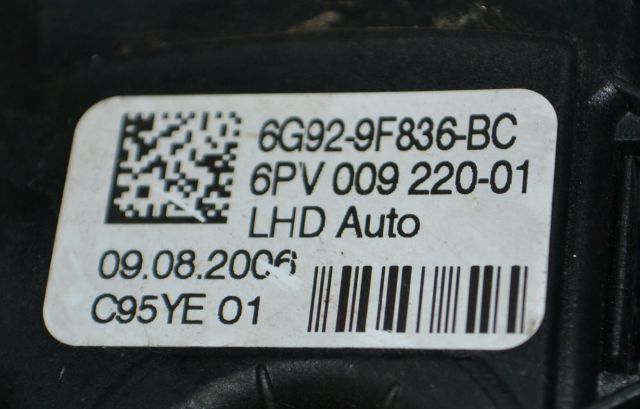 6G92-9F836-BC
6PV 009 220-01
LHD Auto
09.08.2006
C95YE 01